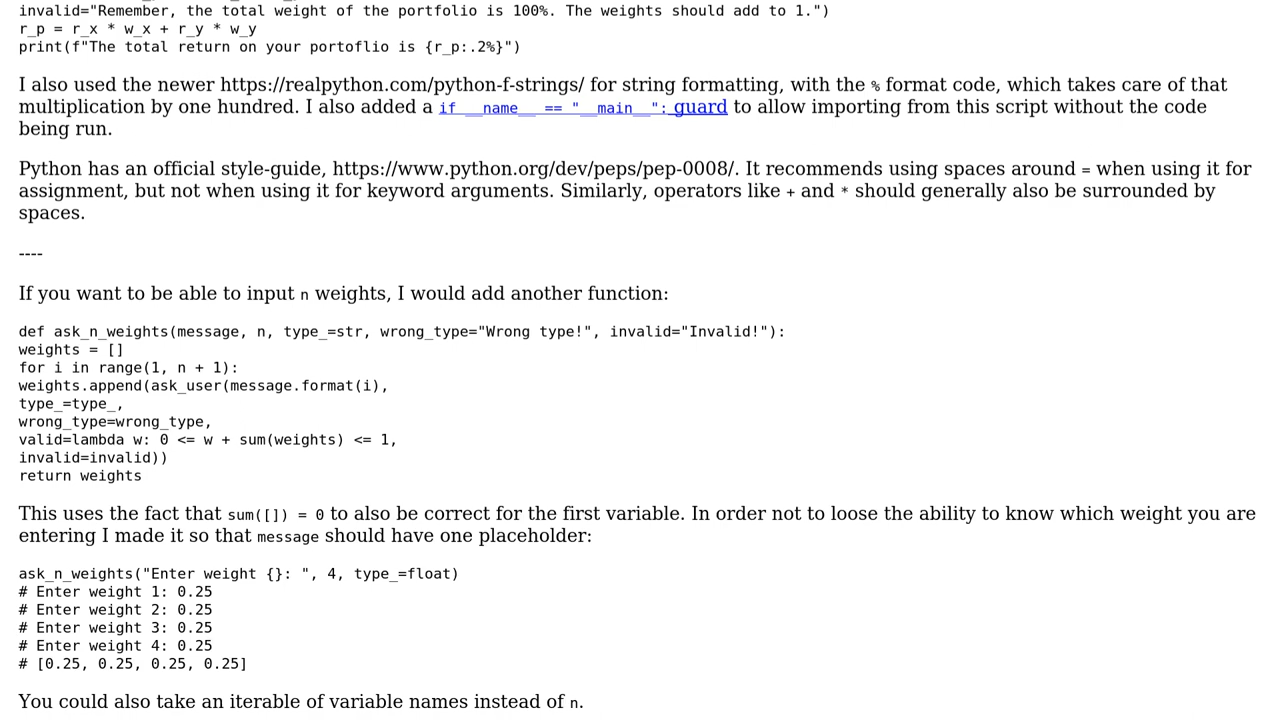 invalid="Remember, the total weight of the portfolio is 100%. The weights should add to 1.")
r_p = r_x * w_x + r_y * w_y
print(f"The total return on your portoflio is {r_p:.2%}")
I also used the newer https://realpython.com/python-f-strings/ for string formatting, with the % format code, which takes care of that
multiplication by one hundred. I also added a if __name__ == "__main__": guard to allow importing from this script without the code
being run.
Python has an official style-guide, https://www.python.org/dev/peps/pep-0008/. It recommends using spaces around = when using it for
assignment, but not when using it for keyword arguments. Similarly, operators like + and * should generally also be surrounded by
spaces.
----
If you want to be able to input n weights, I would add another function:
def ask_n_weights(message, n, type_=str, wrong_type="Wrong type!", invalid="Invalid!"):
weights = []
for i in range(1, n + 1):
weights.append(ask_user(message.format(i),
type_=type_,
wrong_type=wrong_type,
valid=lambda w: 0 <= w + sum(weights) <= 1,
invalid=invalid))
return weights
This uses the fact that sum([]) = 0 to also be correct for the first variable. In order not to loose the ability to know which weight you are
entering I made it so that message should have one placeholder:
ask_n_weights("Enter weight {}: ", 4, type_=float)
# Enter weight 1: 0.25
# Enter weight 2: 0.25
# Enter weight 3: 0.25
# Enter weight 4: 0.25
# [0.25, 0.25, 0.25, 0.25]
You could also take an iterable of variable names instead of n.